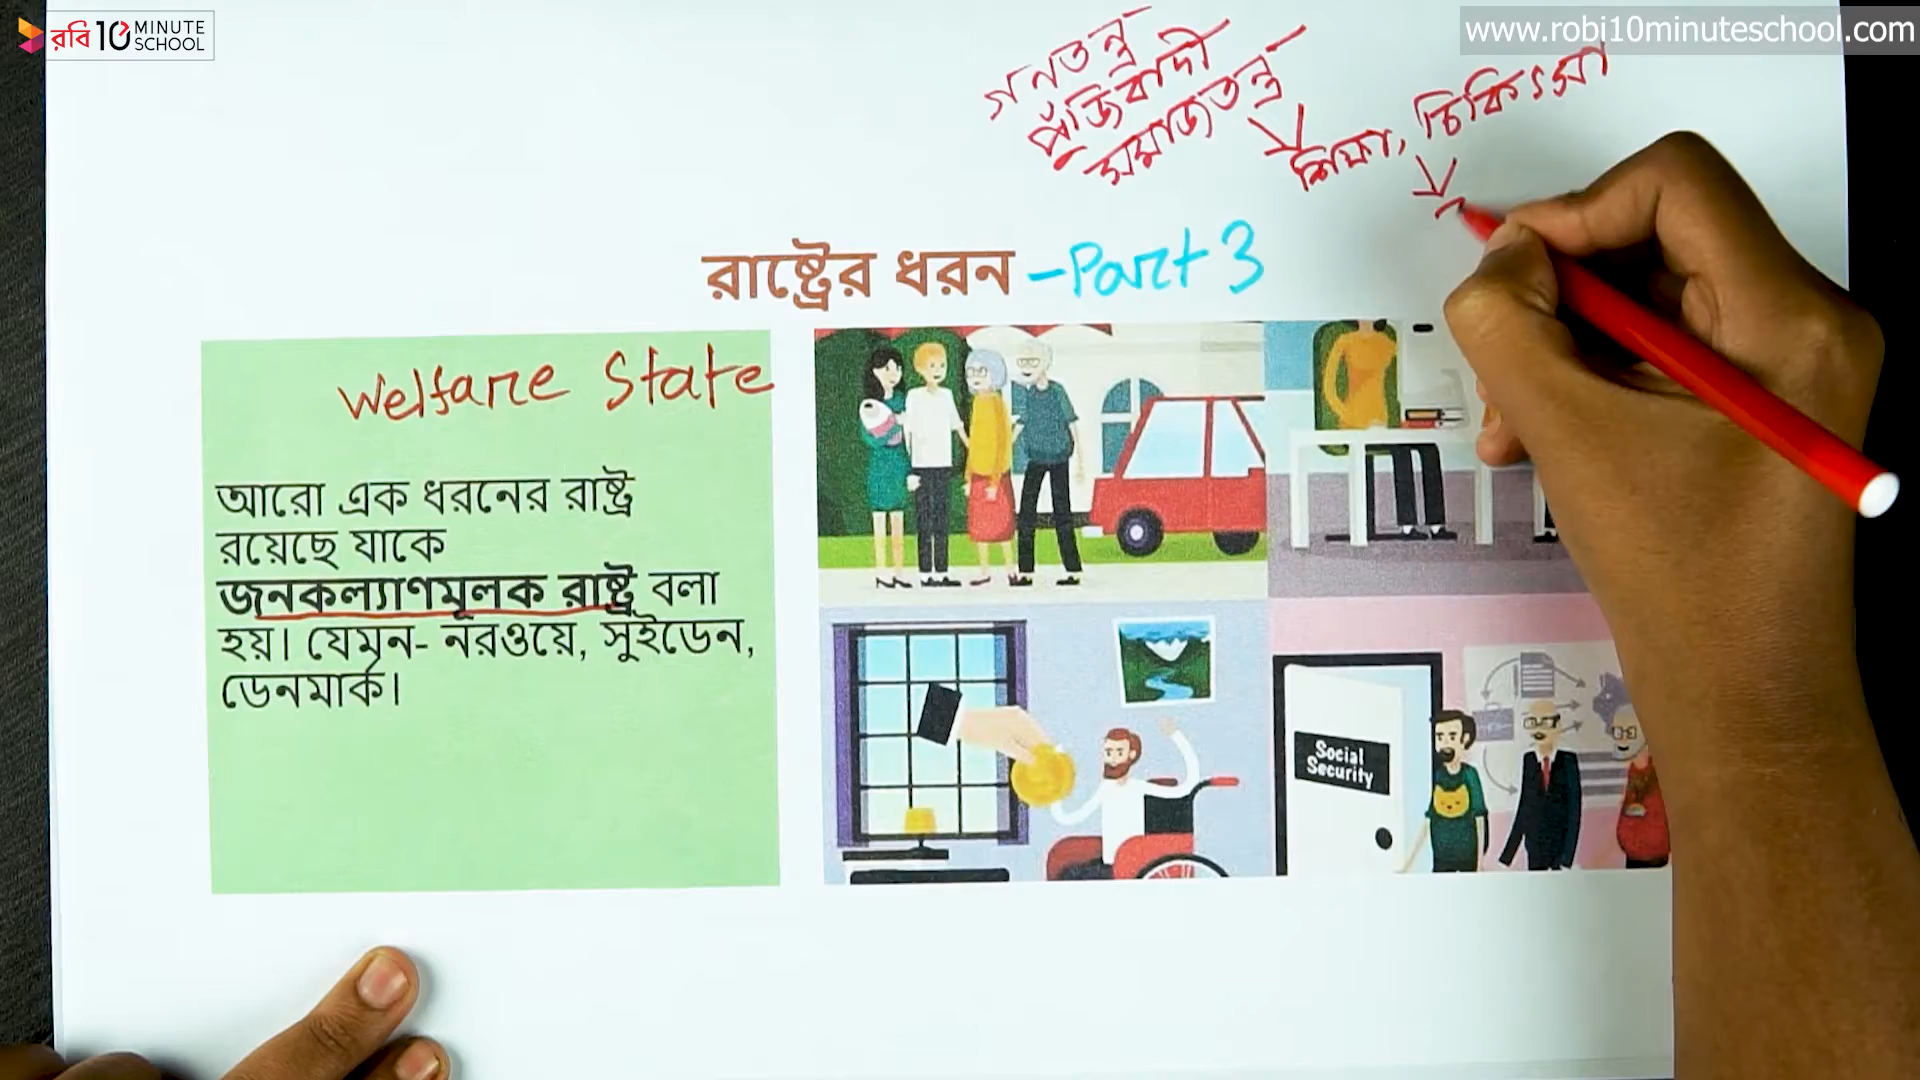 রবি 10 MINUTE SCHOOL
www.robi10minuteschool.com
গনতন্ত্র
পুঁজিবাদী
সমাজতন্ত্র
শিক্ষা, চিকিৎসা
রাষ্ট্রের ধরন - Part 3
Welfare State
আরো এক ধরনের রাষ্ট্র
রয়েছে যাকে
জনকল্যাণমূলক রাষ্ট্র বলা
হয়। যেমন- নরওয়ে, সুইডেন,
ডেনমার্ক।
Social
Security